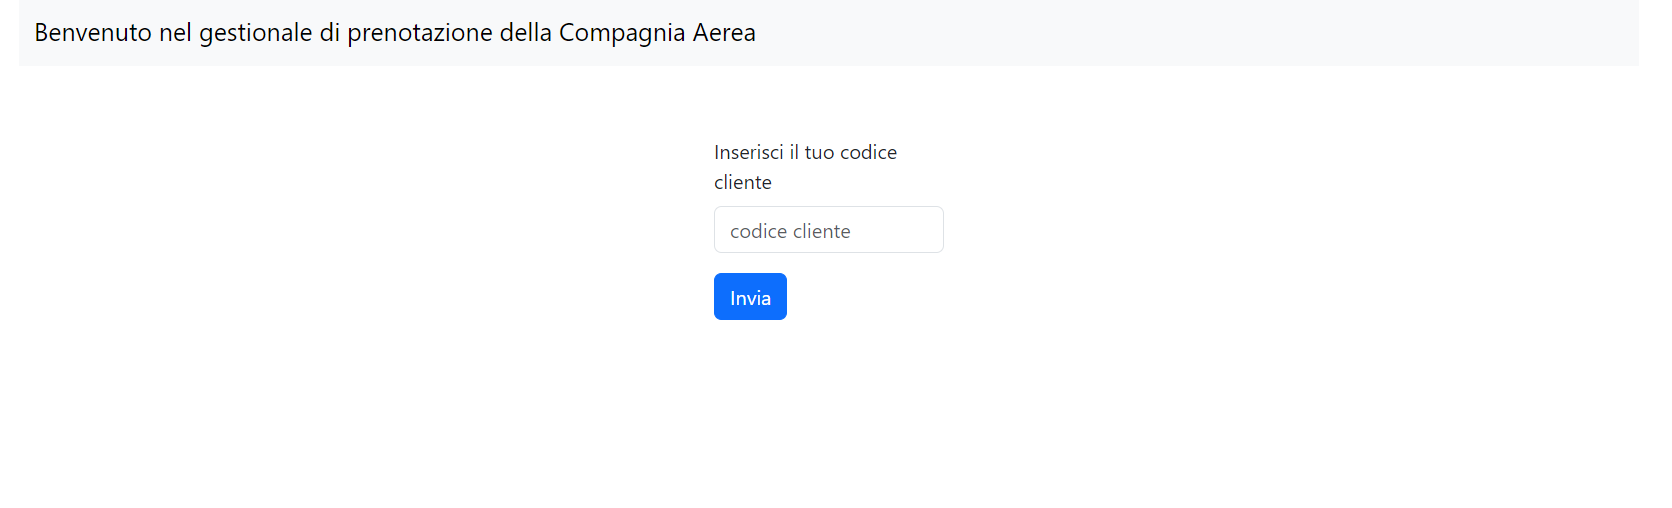 Benvenuto nel gestionale di prenotazione della Compagnia Aerea
Inserisci il tuo codice
cliente
codice cliente
Invia